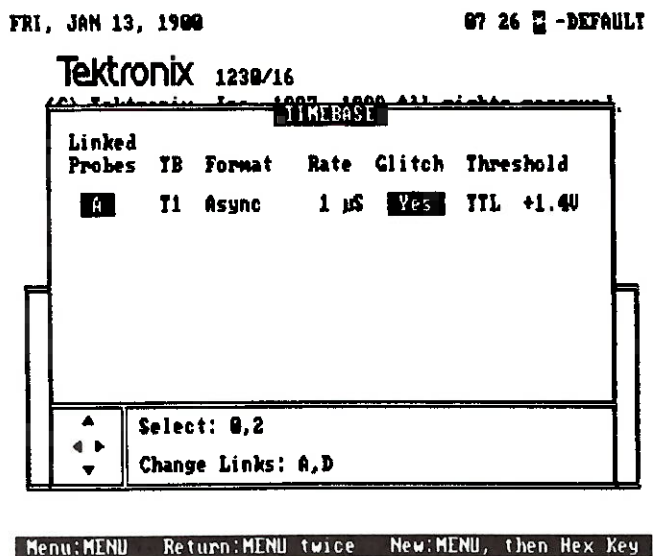 FRI, JAN 13, 1900 07 26 -DEFAULT
Tektronix 1230/16
TIMEBASE
Linked
Probes TB Format Rate Glitch Threshold
A T1 Async 1 µS Yes TTL +1.4V
Select: 0,2
Change Links: A,D
Menu:MENU Return:MENU twice New:MENU, then Hex Key